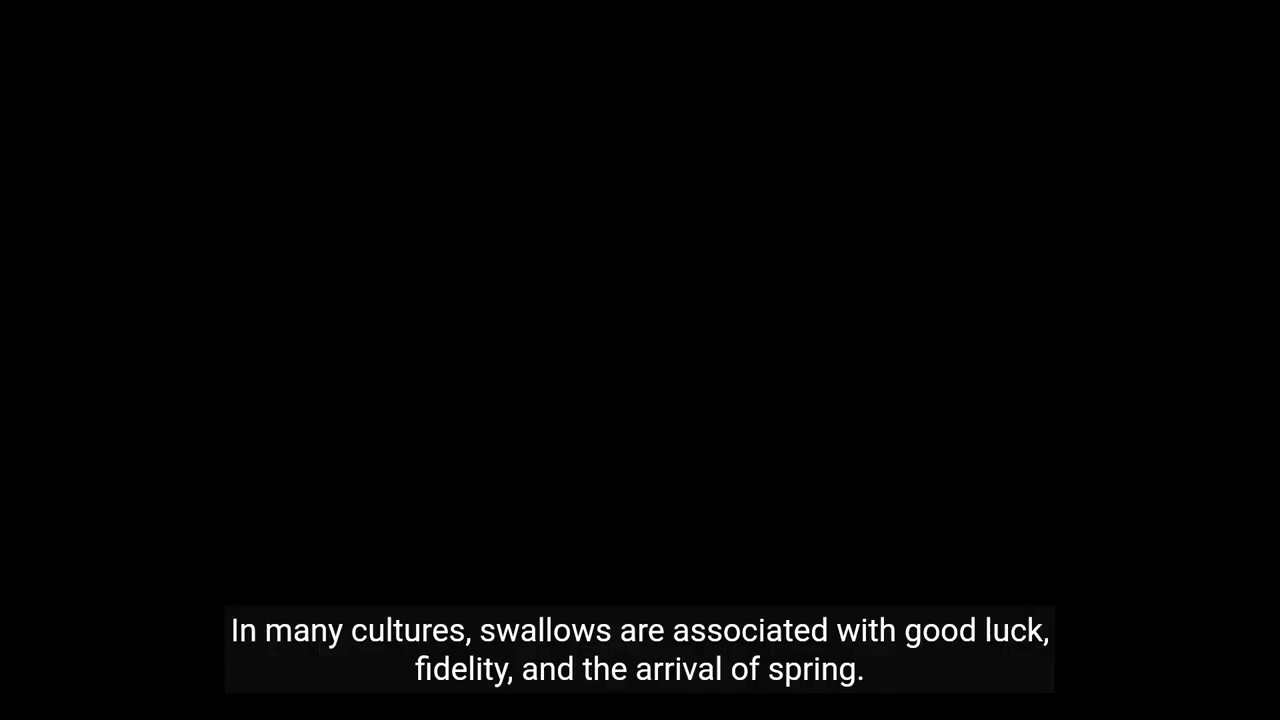 In many cultures, swallows are associated with good luck,
fidelity, and the arrival of spring.